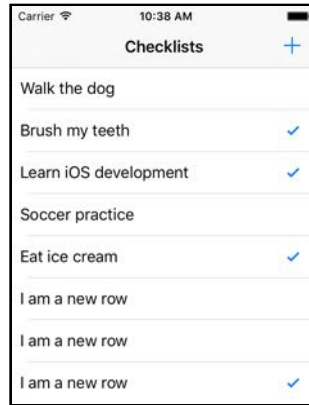 Carrier 10:38 AM
Checklists +
Walk the dog
Brush my teeth ✓
Learn iOS development ✓
Soccer practice
Eat ice cream ✓
I am a new row
I am a new row
I am a new row ✓